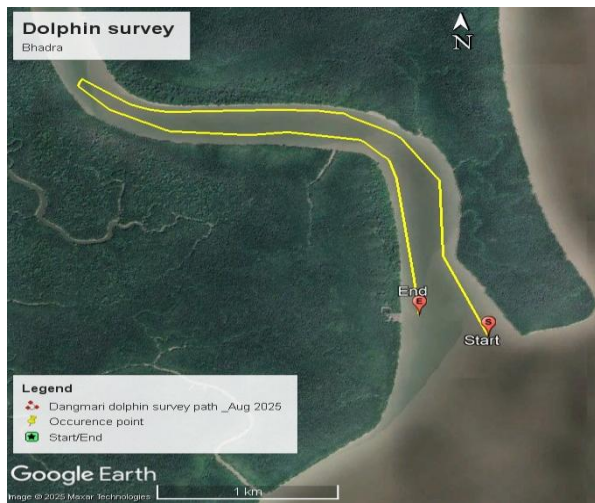 Dolphin survey
Bhadra
N
End
E
S
Start
Legend
Dangmari dolphin survey path _Aug 2025
Occurence point
Start/End
Google Earth
Image © 2025 Maxar Technologies
1 km